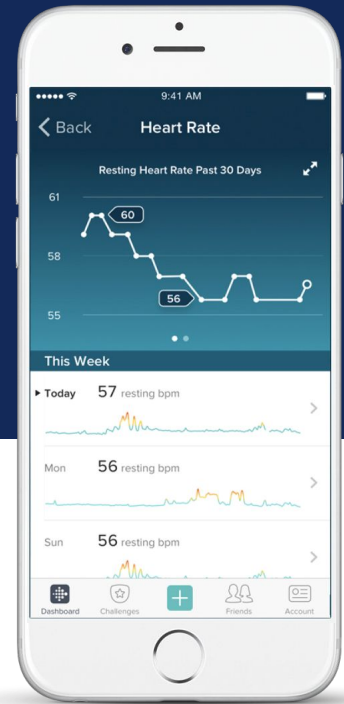 9:41 AM
Back
Heart Rate
Resting Heart Rate Past 30 Days
61
60
58
56
55
This Week
Today 57 resting bpm
Mon 56 resting bpm
Sun 56 resting bpm
Dashboard Challenges Friends Account